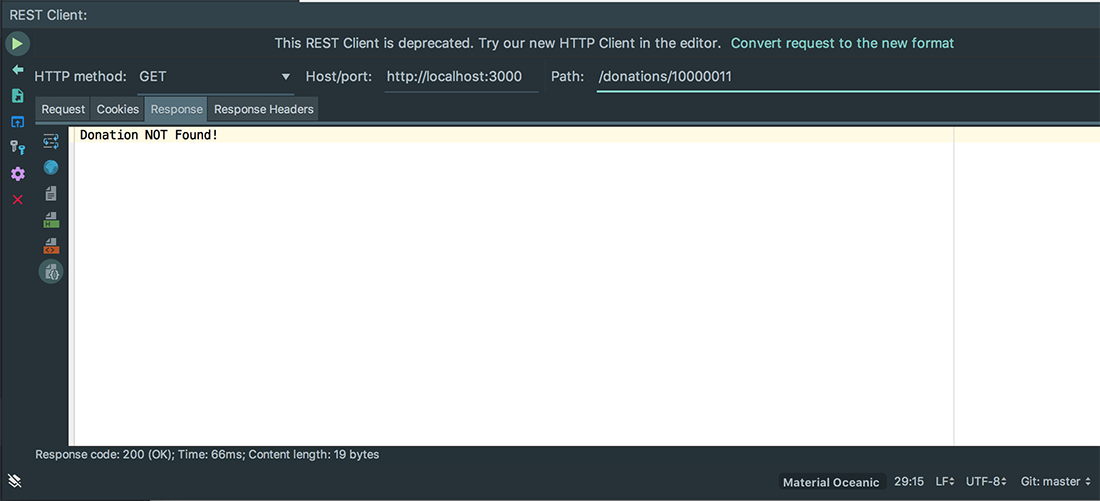 REST Client:
This REST Client is deprecated. Try our new HTTP Client in the editor. Convert request to the new format
HTTP method: GET Host/port: http://localhost:3000 Path: /donations/10000011
Request Cookies Response Response Headers
Donation NOT Found!
Response code: 200 (OK); Time: 66ms; Content length: 19 bytes
Material Oceanic 29:15 LF UTF-8 Git: master